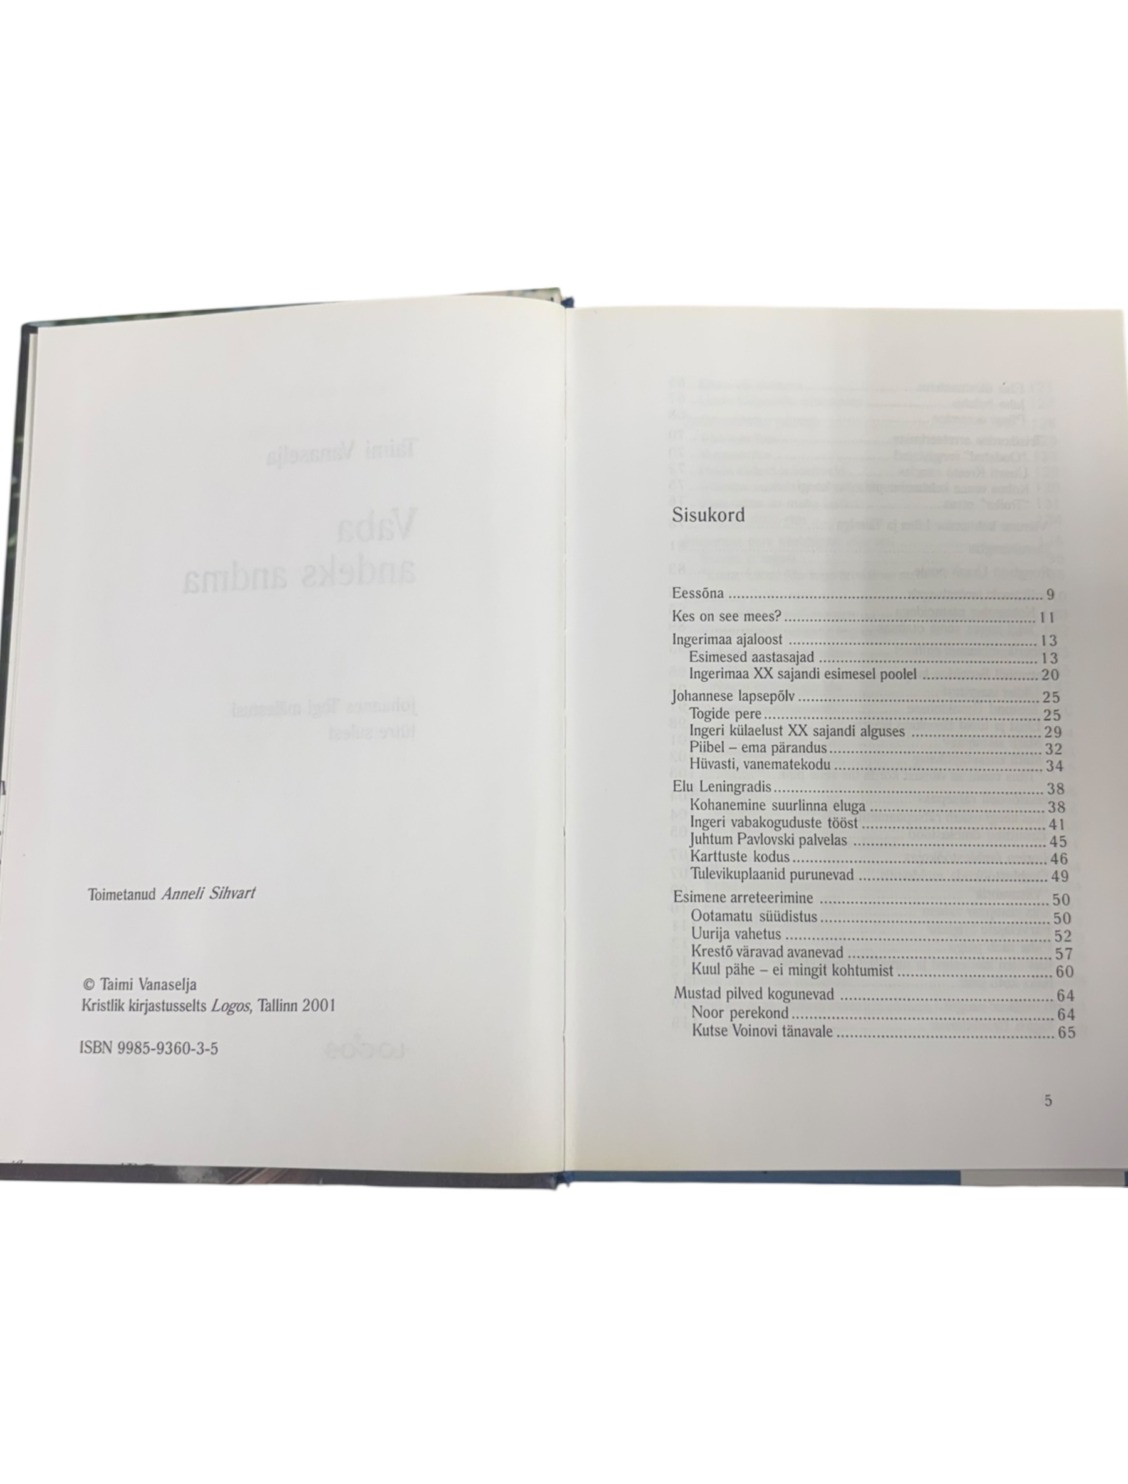 Taimi Vanaselja
Vaba
andeks andma
Toimetanud Anneli Sihvart
© Taimi Vanaselja
Kristlik kirjastusselts Logos, Tallinn 2001
ISBN 9985-9360-3-5
Sisukord
Eessõna ........ 9
Kes on see mees? ........ 11
Ingerimaa ajaloost ........ 13
Esimesed aastasajad ........ 13
Ingerimaa XX sajandi esimesel poolel ........ 20
Johannese lapsepõlv ........ 25
Togide pere ........ 25
Ingeri külaelust XX sajandi alguses ........ 29
Piibel – ema pärandus ........ 32
Hüvasti, vanematekodu ........ 34
Elu Leningradis ........ 38
Kohanemine suurlinna eluga ........ 38
Ingeri vabakoguduste tööst ........ 41
Juhtum Pavlovski palvelas ........ 45
Karttuste kodus ........ 46
Tulevikuplaanid purunevad ........ 49
Esimene arreteerimine ........ 50
Ootamatu süüdistus ........ 50
Uurija vahetus ........ 52
Krestõ väravad avanevad ........ 57
Kuul pähe – ei mingit kohtumist ........ 60
Mustad pilved kogunevad ........ 64
Noor perekond ........ 64
Kutse Voinovi tänavale ........ 65
5